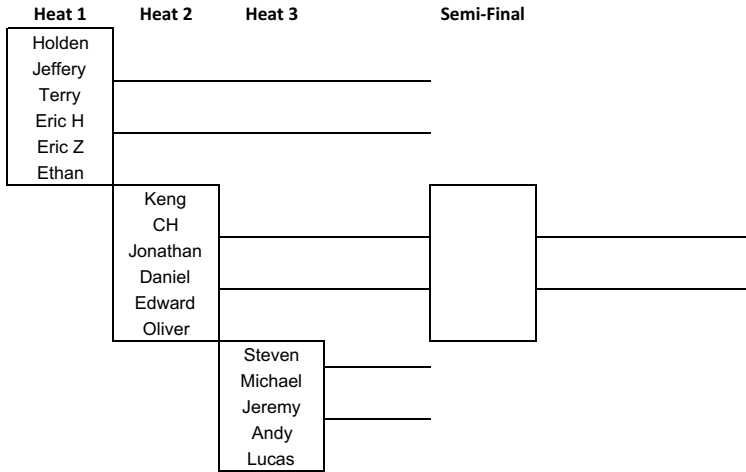 Heat 1 Heat 2 Heat 3 Semi-Final
Holden
Jeffery
Terry
Eric H
Eric Z
Ethan
Keng
CH
Jonathan
Daniel
Edward
Oliver
Steven
Michael
Jeremy
Andy
Lucas